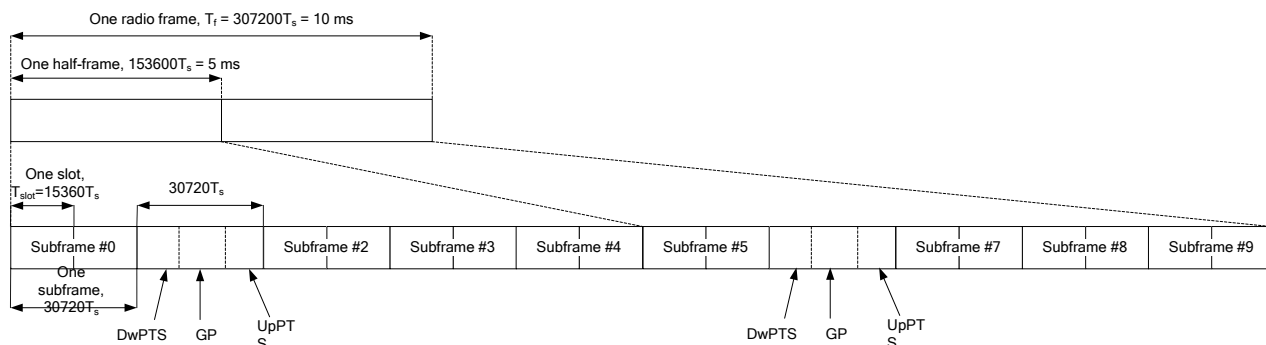 One radio frame, Tf = 307200Ts = 10 ms
One half-frame, 153600Ts = 5 ms
One slot,
Tslot=15360Ts
30720Ts
Subframe #0
Subframe #2
Subframe #3
Subframe #4
Subframe #5
Subframe #7
Subframe #8
Subframe #9
One
subframe,
30720Ts
DwPTS
GP
UpPT
S
DwPTS
GP
UpPT
S